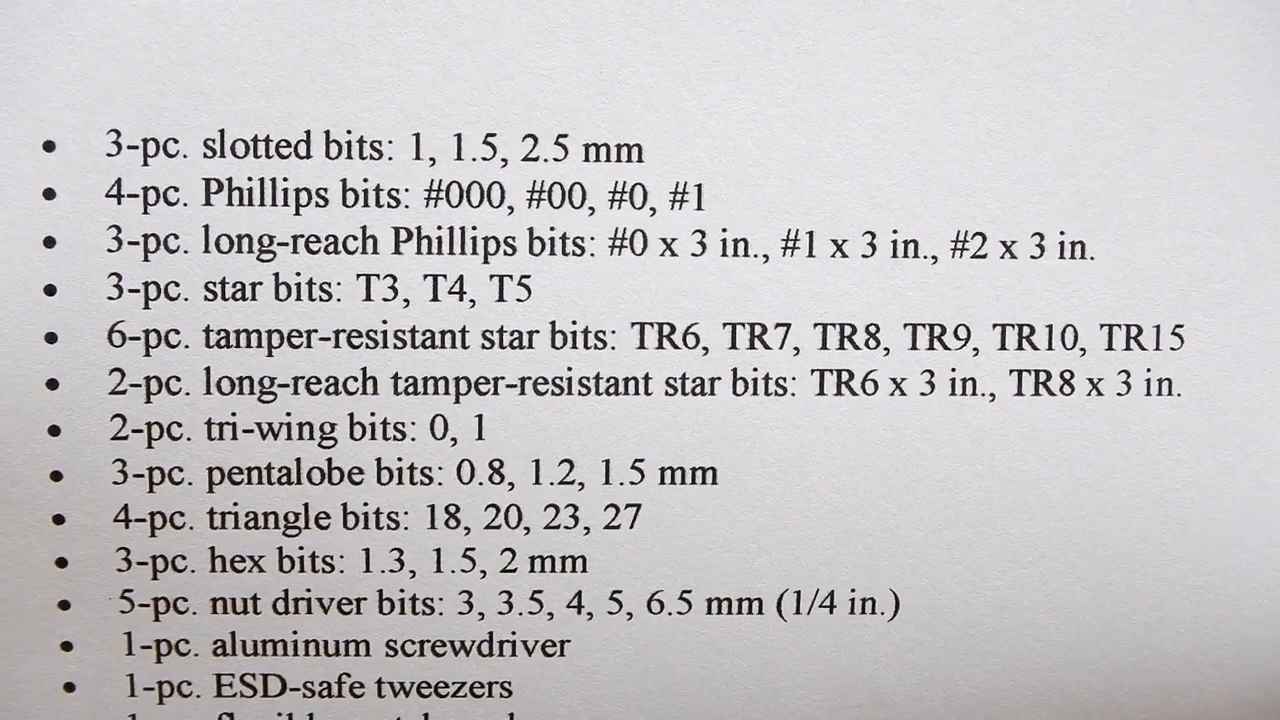 • 3-pc. slotted bits: 1, 1.5, 2.5 mm
• 4-pc. Phillips bits: #000, #00, #0, #1
• 3-pc. long-reach Phillips bits: #0 x 3 in., #1 x 3 in., #2 x 3 in.
• 3-pc. star bits: T3, T4, T5
• 6-pc. tamper-resistant star bits: TR6, TR7, TR8, TR9, TR10, TR15
• 2-pc. long-reach tamper-resistant star bits: TR6 x 3 in., TR8 x 3 in.
• 2-pc. tri-wing bits: 0, 1
• 3-pc. pentalobe bits: 0.8, 1.2, 1.5 mm
• 4-pc. triangle bits: 18, 20, 23, 27
• 3-pc. hex bits: 1.3, 1.5, 2 mm
• 5-pc. nut driver bits: 3, 3.5, 4, 5, 6.5 mm (1/4 in.)
• 1-pc. aluminum screwdriver
• 1-pc. ESD-safe tweezers